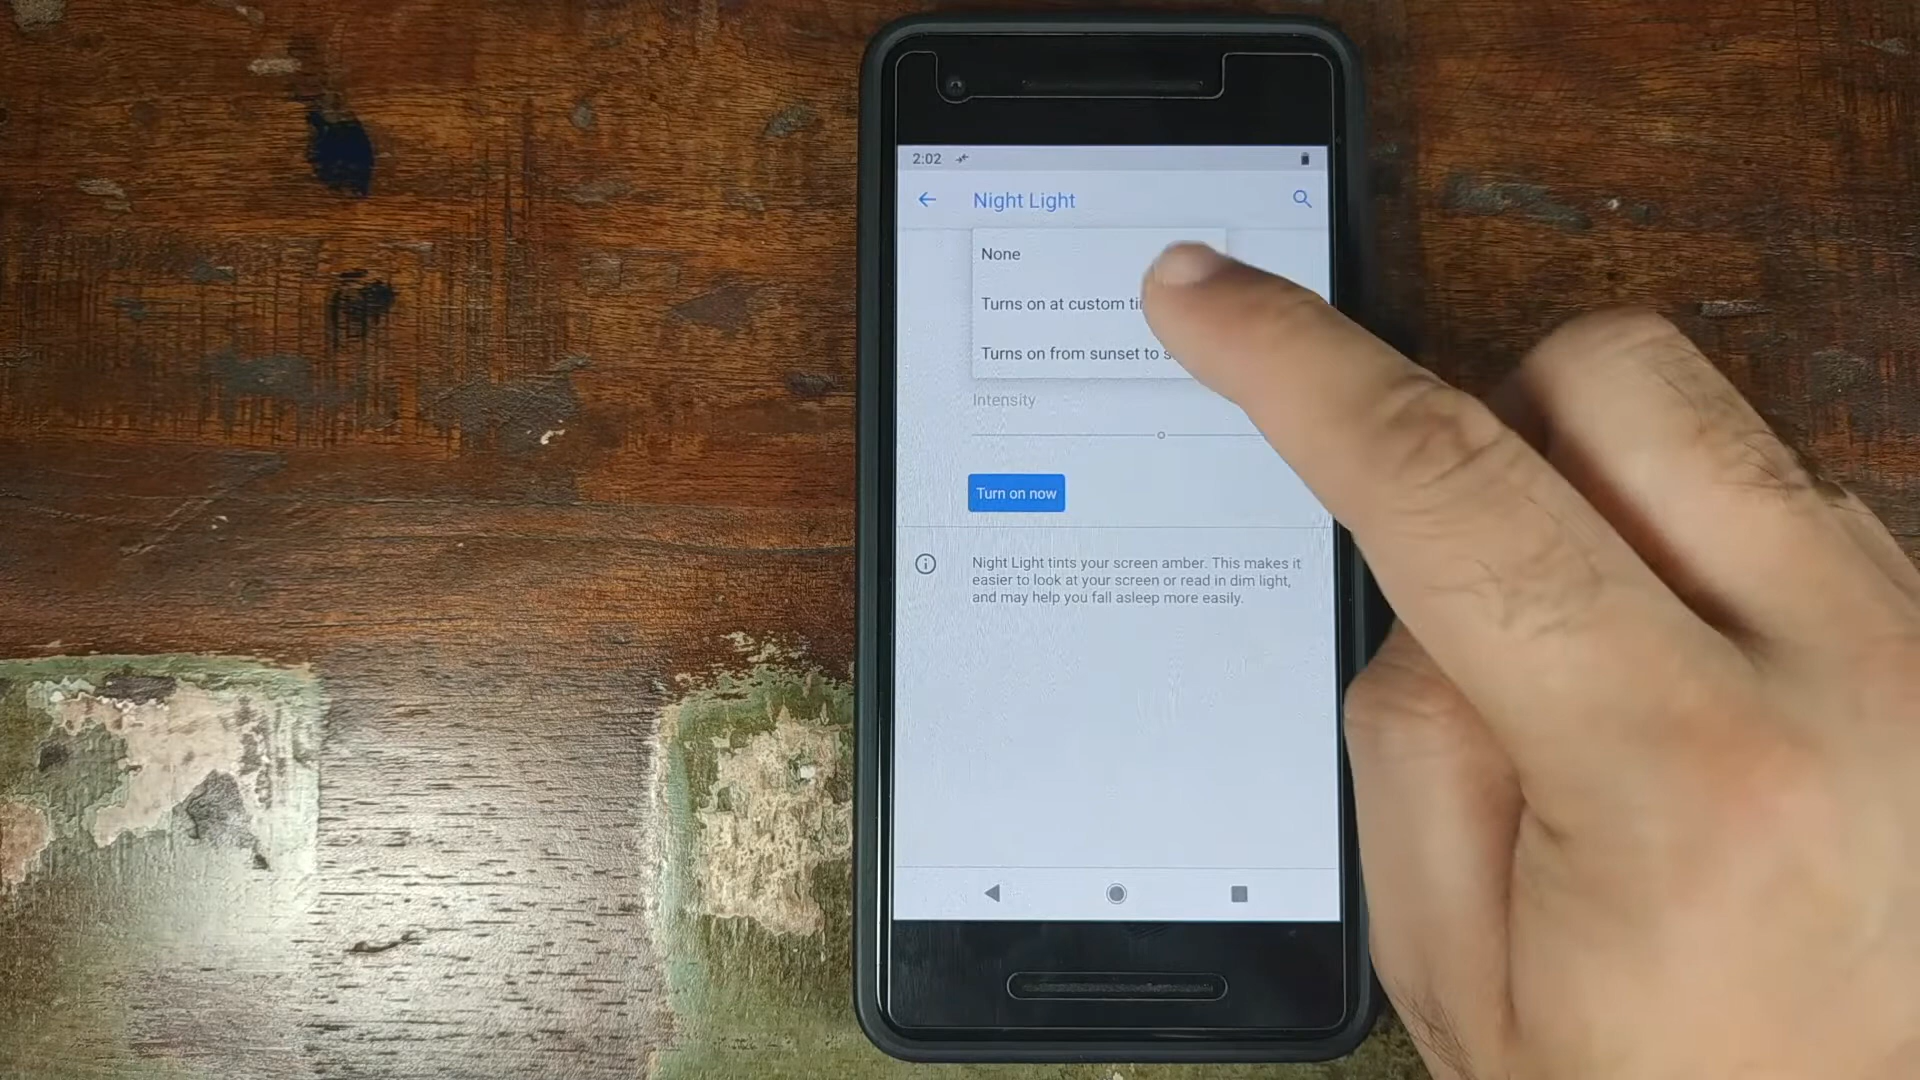 2:02
Night Light
None
Turns on at custom
Turns on from sunset to
Intensity
Turn on now
Night Light tints your screen amber. This makes it
easier to look at your screen or read in dim light,
and may help you fall asleep more easily.